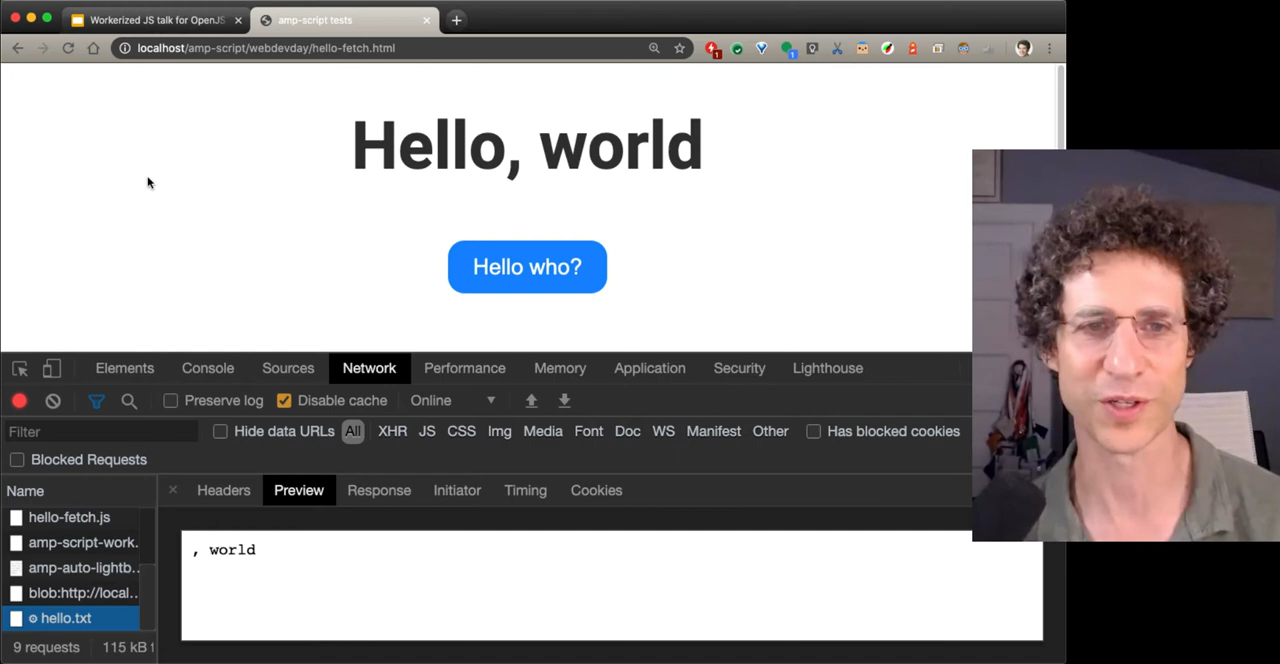 Workerized JS talk for OpenJS
amp-script tests
localhost/amp-script/webdevday/hello-fetch.html
1
1
Hello, world
Hello who?
Elements Console Sources Network Performance Memory Application Security Lighthouse
Preserve log Disable cache Online
Filter Hide data URLs All XHR JS CSS Img Media Font Doc WS Manifest Other Has blocked cookies
Blocked Requests
Name Headers Preview Response Initiator Timing Cookies
hello-fetch.js
amp-script-work.
, world
amp-auto-lightb..
blob:http://local..
hello.txt
9 requests 115 kB